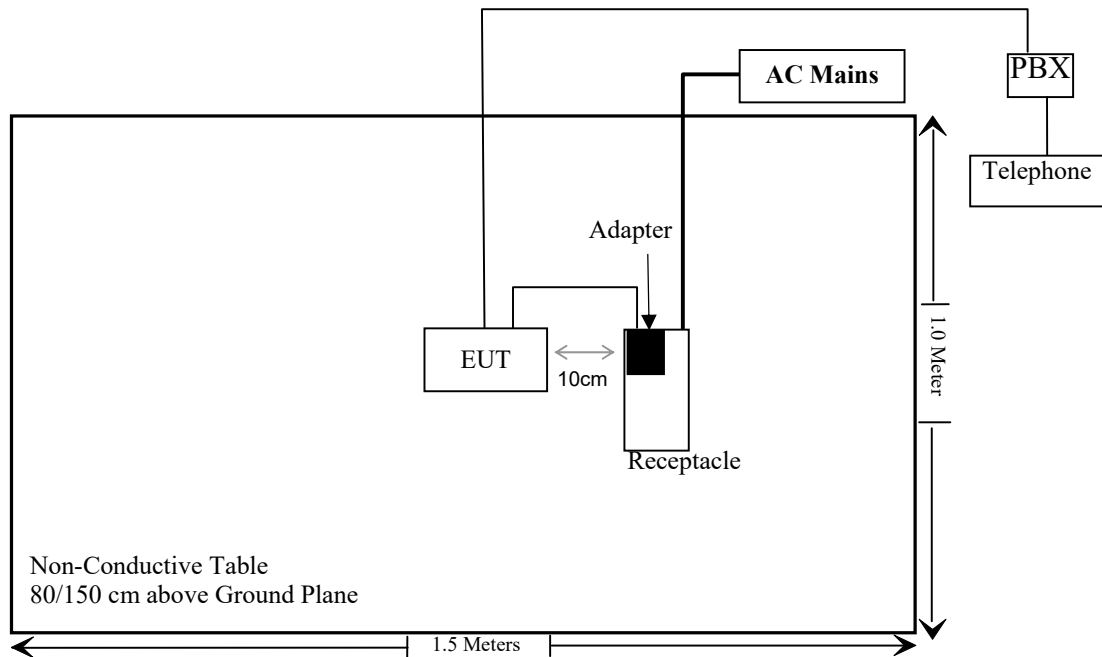 PBX
AC Mains
Telephone
Adapter
EUT
10cm
1.0 Meter
Receptacle
Non-Conductive Table
80/150 cm above Ground Plane
1.5 Meters